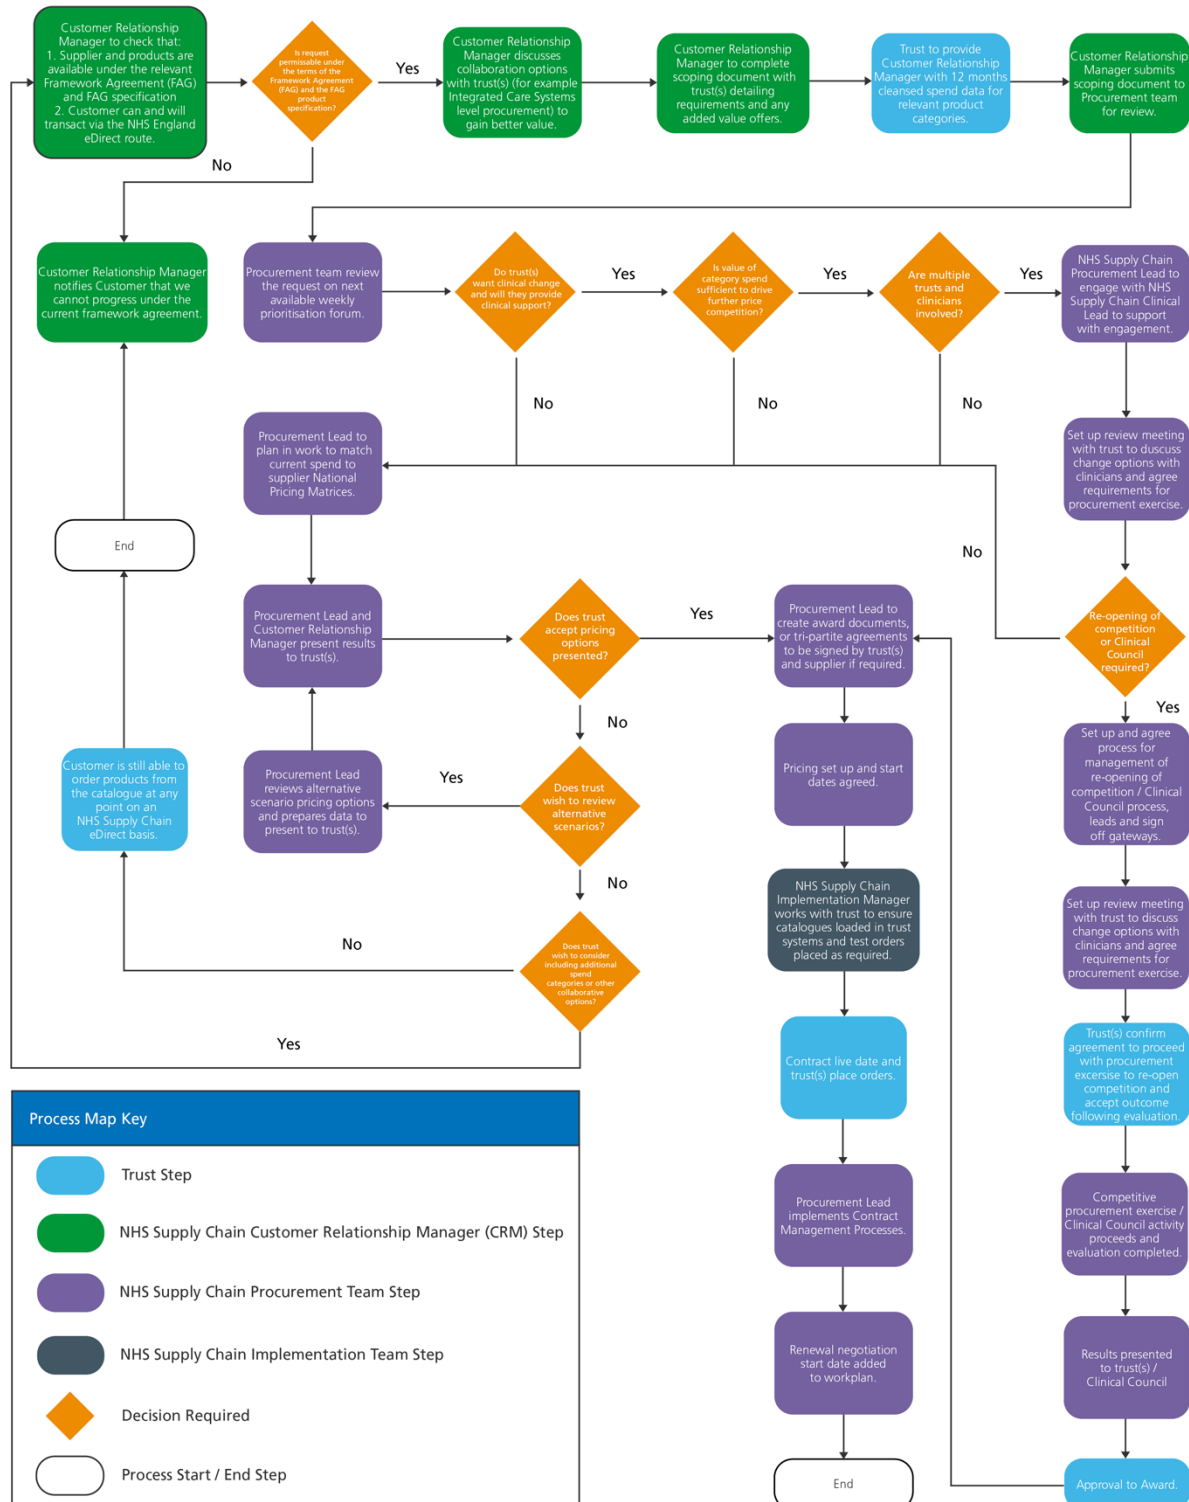 Customer Relationship
Manager to check that:
1. Supplier and products are
available under the relevant
Framework Agreement (FAG)
and FAG specification
2. Customer can and will
transact via the NHS England
eDirect route.
Is request
permissable under
the terms of the
Framework Agreement
(FAG) and the FAG
product
specification?
Yes
Customer Relationship
Manager discusses
collaboration options
with trust(s) (for example
Integrated Care Systems
level procurement) to
gain better value.
Customer Relationship
Manager to complete
scoping document with
trust(s) detailing
requirements and any
added value offers.
Trust to provide
Customer Relationship
Manager with 12 months
cleansed spend data for
relevant product
categories.
Customer Relationship
Manager submits
scoping document to
Procurement team
for review.
No
Customer Relationship Manager
notifies Customer that we
cannot progress under the
current framework agreement.
Procurement team review
the request on next
available weekly
prioritisation forum.
Do trust(s)
want clinical change
and will they provide
clinical support?
Yes
Is value of
category spend
sufficient to drive
further price
competition?
Yes
Are multiple
trusts and
clinicians
involved?
Yes
NHS Supply Chain
Procurement Lead to
engage with NHS
Supply Chain Clinical
Lead to support
with engagement.
No
No
No
Procurement Lead to
plan in work to match
current spend to
supplier National
Pricing Matrices.
Set up review meeting
with trust to duscuss
change options with
clinicians and agree
requirements for
procurement exercise.
End
No
Procurement Lead and
Customer Relationship
Manager present results
to trust(s).
Does trust
accept pricing
options
presented?
Yes
Procurement Lead to
create award documents,
or tri-partite agreements
to be signed by trust(s)
and supplier if required.
Re-opening of
competition
or Clinical
Council
required?
No
Yes
Customer is still able to
order products from
the catalogue at any
point on an
NHS Supply Chain
eDirect basis.
Procurement Lead
reviews alternative
scenario pricing options
and prepares data to
present to trust(s).
Yes
Does trust
wish to review
alternative
scenarios?
Pricing set up and start
dates agreed.
Set up and agree
process for
management of
re-opening of
competition / Clinical
Council process,
leads and sign
off gateways.
No
NHS Supply Chain
Implementation Manager
works with trust to ensure
catalogues loaded in trust
systems and test orders
placed as required.
Set up review meeting
with trust to discuss
change options with
clinicians and agree
requirements for
procurement exercise.
No
Does trust
wish to consider
including additional
spend
categories or other
collaborative
options?
Yes
Contract live date and
trust(s) place orders.
Trust(s) confirm
agreement to proceed
with procurement
excersise to re-open
competition and
accept outcome
following evaluation.
Process Map Key
Trust Step
NHS Supply Chain Customer Relationship Manager (CRM) Step
NHS Supply Chain Procurement Team Step
NHS Supply Chain Implementation Team Step
Decision Required
Process Start / End Step
Procurement Lead
implements Contract
Management Processes.
Competitive
procurement exercise /
Clinical Council activity
proceeds and
evaluation completed.
Renewal negotiation
start date added
to workplan.
Results presented
to trust(s) /
Clinical Council
End
Approval to Award.